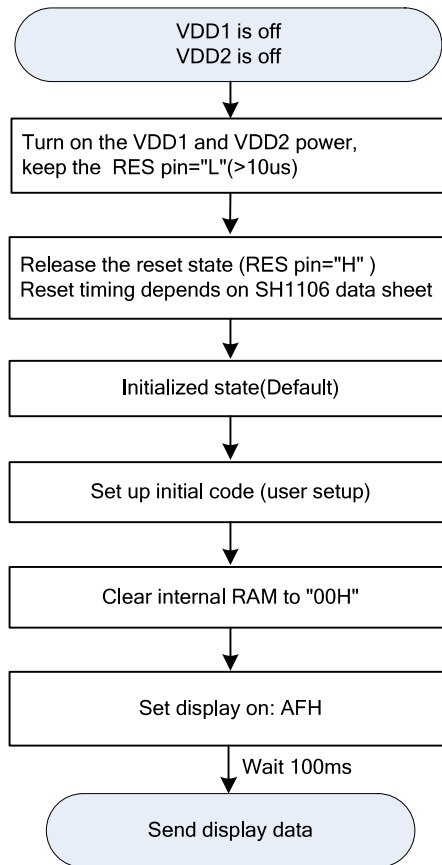 VDD1 is off
VDD2 is off
Turn on the VDD1 and VDD2 power,
keep the RES pin="L"(>10us)
Release the reset state (RES pin="H" )
Reset timing depends on SH1106 data sheet
Initialized state(Default)
Set up initial code (user setup)
Clear internal RAM to "00H"
Set display on: AFH
Wait 100ms
Send display data